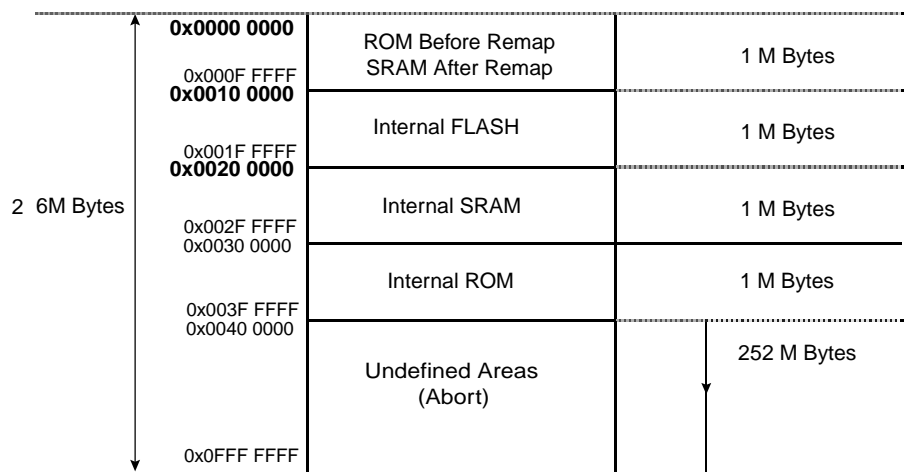 0x0000 0000
ROM Before Remap
SRAM After Remap
1 M Bytes
0x000F FFFF
0x0010 0000
Internal FLASH
1 M Bytes
0x001F FFFF
0x0020 0000
2 6M Bytes
Internal SRAM
1 M Bytes
0x002F FFFF
0x0030 0000
Internal ROM
1 M Bytes
0x003F FFFF
0x0040 0000
252 M Bytes
Undefined Areas
(Abort)
0x0FFF FFFF